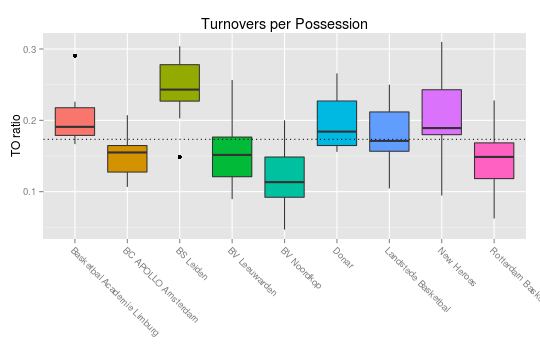 Turnovers per Possession
TO ratio
0.3
0.2
0.1
Basketbal Academie Limburg
BC APOLLO Amsterdam
BS Leiden
BV Leeuwarden
BV Noordkop
Donar
Landstede Basketbal
New Heroes
Rotterdam Bask